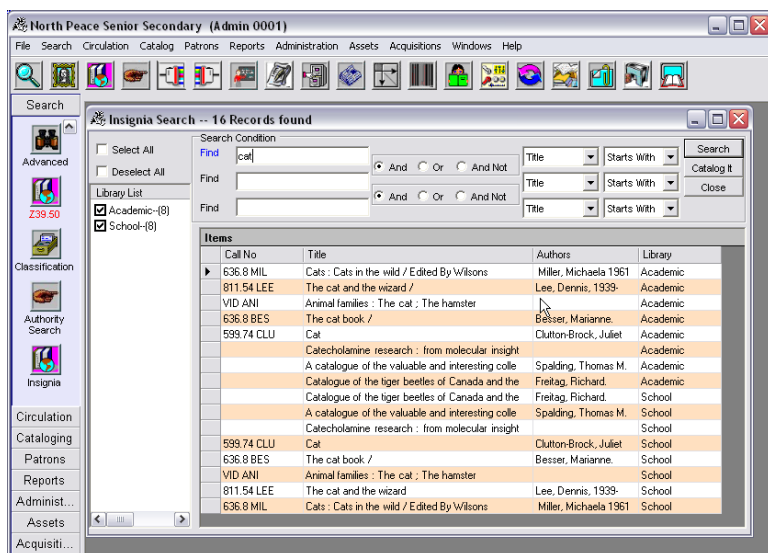 North Peace Senior Secondary (Admin 0001)
File Search Circulation Catalog Patrons Reports Administration Assets Acquisitions Windows Help
Search
Advanced
Z39.50
Classification
Authority
Search
Insignia
Circulation
Cataloging
Patrons
Reports
Administ...
Assets
Acquisiti...
Insignia Search -- 16 Records found
Select All
Deselect All
Library List
Academic--(8)
School--(8)
Search Condition
Find cat And Or And Not Title Starts With Search
Find And Or And Not Title Starts With Catalog It
Find Title Starts With Close
Items
Call No Title Authors Library
636.8 MIL Cats : Cats in the wild / Edited By Wilsons Miller, Michaela 1961 Academic
811.54 LEE The cat and the wizard / Lee, Dennis, 1939- Academic
VID ANI Animal families : The cat ; The hamster Academic
636.8 BES The cat book / Besser, Marianne. Academic
599.74 CLU Cat Clutton-Brock, Juliet Academic
Catecholamine research : from molecular insight Academic
A catalogue of the valuable and interesting colle Spalding, Thomas M. Academic
Catalogue of the tiger beetles of Canada and the Freitag, Richard. Academic
Catalogue of the tiger beetles of Canada and the Freitag, Richard. School
A catalogue of the valuable and interesting colle Spalding, Thomas M. School
Catecholamine research : from molecular insight School
599.74 CLU Cat Clutton-Brock, Juliet School
636.8 BES The cat book / Besser, Marianne. School
VID ANI Animal families : The cat ; The hamster School
811.54 LEE The cat and the wizard Lee, Dennis, 1939- School
636.8 MIL Cats : Cats in the wild / Edited By Wilsons Miller, Michaela 1961 School